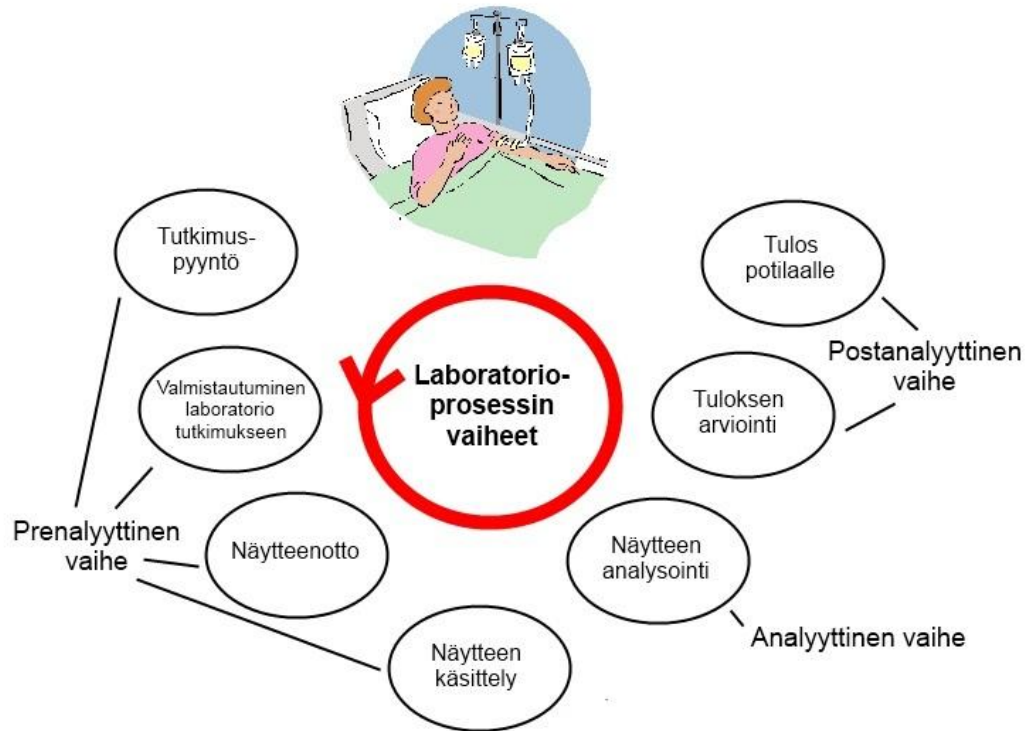 Tutkimus-
pyyntö
Valmistautuminen
laboratorio
tutkimukseen
Prenalyyttinen
vaihe
Näytteenotto
Näytteen
käsittely
Laboratorio-
prosessin
vaiheet
Näytteen
analysointi
Analyyttinen vaihe
Tuloksen
arviointi
Tulos
potilaalle
Postanalyyttinen
vaihe